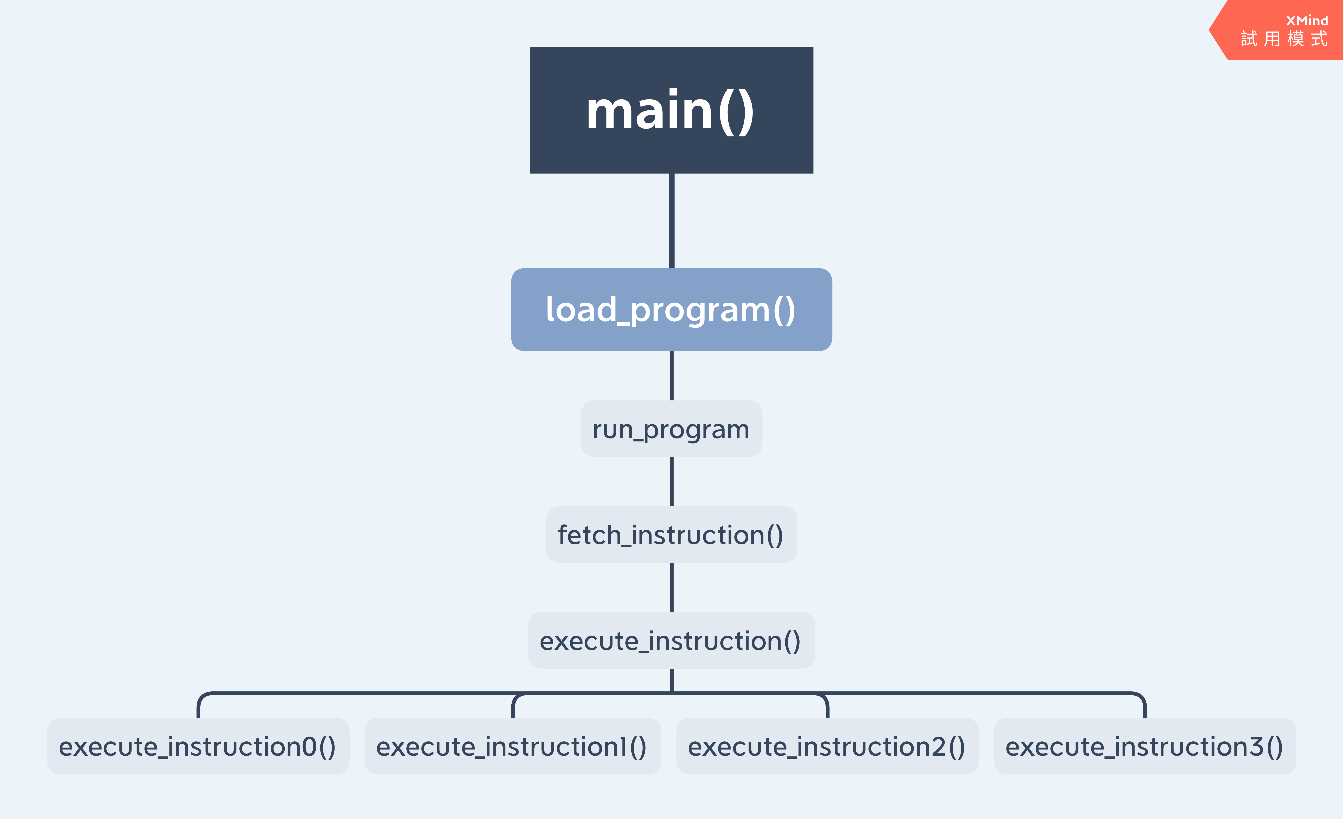 XMind
試用模式
main()
load_program()
run_program
fetch_instruction()
execute_instruction()
execute_instruction0()
execute_instruction1()
execute_instruction2()
execute_instruction3()